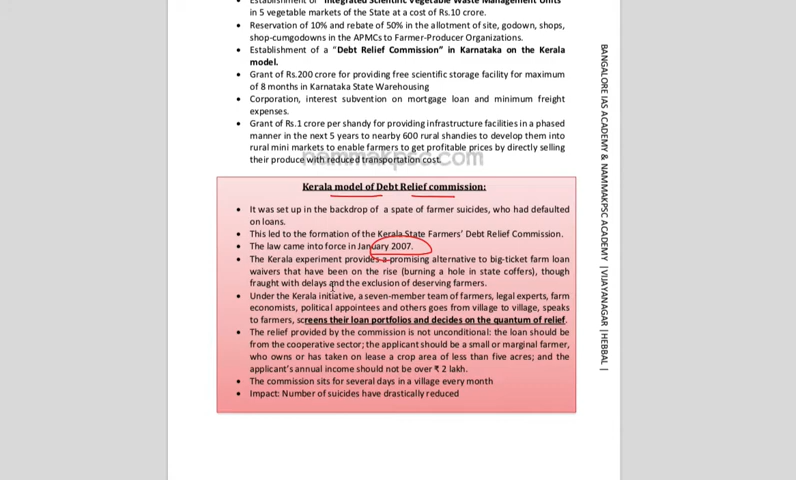 Establishment of "Integrated Scientific Vegetable Waste Management Units"
in 5 vegetable markets of the State at a cost of Rs.10 crore.
• Reservation of 10% and rebate of 50% in the allotment of site, godown, shops,
shop-cumgodowns in the APMCs to Farmer-Producer Organizations.
• Establishment of a "Debt Relief Commission" in Karnataka on the Kerala
model.
• Grant of Rs.200 crore for providing free scientific storage facility for maximum
of 8 months in Karnataka State Warehousing
• Corporation, interest subvention on mortgage loan and minimum freight
expenses.
• Grant of Rs.1 crore per shandy for providing infrastructure facilities in a phased
manner in the next 5 years to nearby 600 rural shandies to develop them into
rural mini markets to enable farmers to get profitable prices by directly selling
their produce with reduced transportation cost.
nammakpsc.com
Kerala model of Debt Relief commission:
• It was set up in the backdrop of a spate of farmer suicides, who had defaulted
on loans.
• This led to the formation of the Kerala State Farmers' Debt Relief Commission.
• The law came into force in January 2007.
• The Kerala experiment provides a promising alternative to big-ticket farm loan
waivers that have been on the rise (burning a hole in state coffers), though
fraught with delays and the exclusion of deserving farmers.
• Under the Kerala initiative, a seven-member team of farmers, legal experts, farm
economists, political appointees and others goes from village to village, speaks
to farmers, screens their loan portfolios and decides on the quantum of relief.
• The relief provided by the commission is not unconditional: the loan should be
from the cooperative sector; the applicant should be a small or marginal farmer,
who owns or has taken on lease a crop area of less than five acres; and the
applicant's annual income should not be over ₹ 2 lakh.
• The commission sits for several days in a village every month
• Impact: Number of suicides have drastically reduced
BANGALORE IAS ACADEMY & NAMMAKPSC ACADEMY |VIJAYANAGAR |HEBBAL |